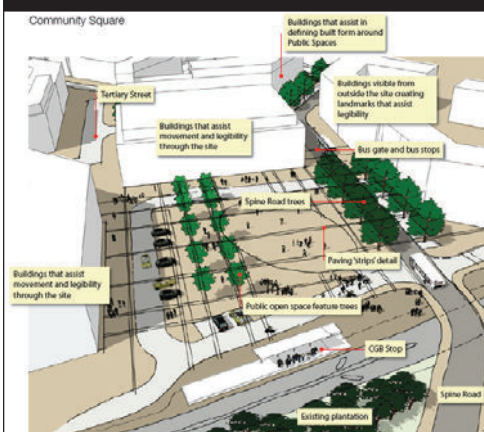 Community Square
Buildings that assist in
defining built form around
Public Spaces
Tertiary Street
Buildings visible from
outside the site creating
landmarks that assist
legibility
Buildings that assist
movement and legibility
through the site
Bus gate and bus stops
Spine Road trees
Paving 'strips' detail
Buildings that assist
movement and legibility
through the site
Public open space feature trees
CGB Stop
Spine Road
Existing plantation